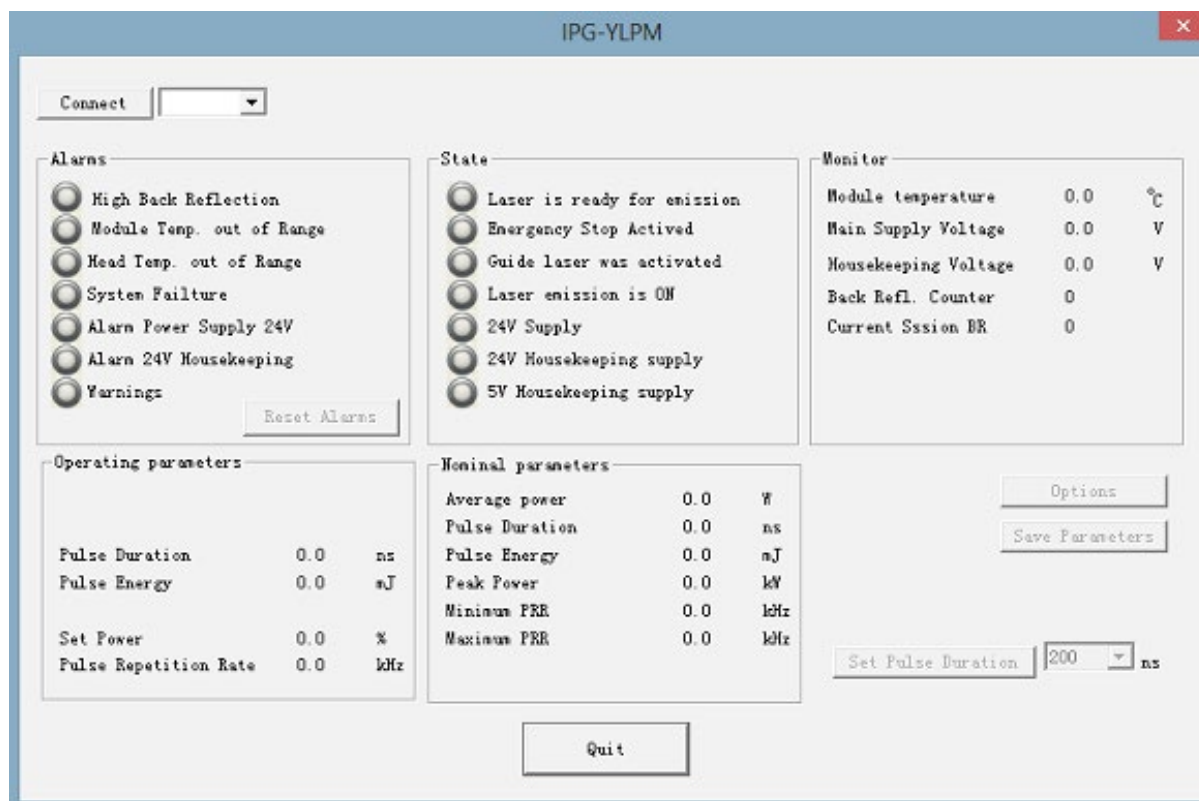 IPG-YLPM
Connect
Alarms
High Back Reflection
Module Temp. out of Range
Head Temp. out of Range
System Failture
Alarm Power Supply 24V
Alarm 24V Housekeeping
Warnings
Reset Alarms
State
Laser is ready for emission
Emergency Stop Actived
Guide laser was activated
Laser emission is ON
24V Supply
24V Housekeeping supply
5V Housekeeping supply
Monitor
Module temperature 0.0 °C
Main Supply Voltage 0.0 V
Housekeeping Voltage 0.0 V
Back Refl. Counter 0
Current Sssion BR 0
Operating parameters
Pulse Duration 0.0 ns
Pulse Energy 0.0 mJ
Set Power 0.0 %
Pulse Repetition Rate 0.0 kHz
Nominal parameters
Average power 0.0 W
Pulse Duration 0.0 ns
Pulse Energy 0.0 mJ
Peak Power 0.0 kW
Minimum PRR 0.0 kHz
Maximum PRR 0.0 kHz
Options
Save Parameters
Set Pulse Duration 200 ns
Quit